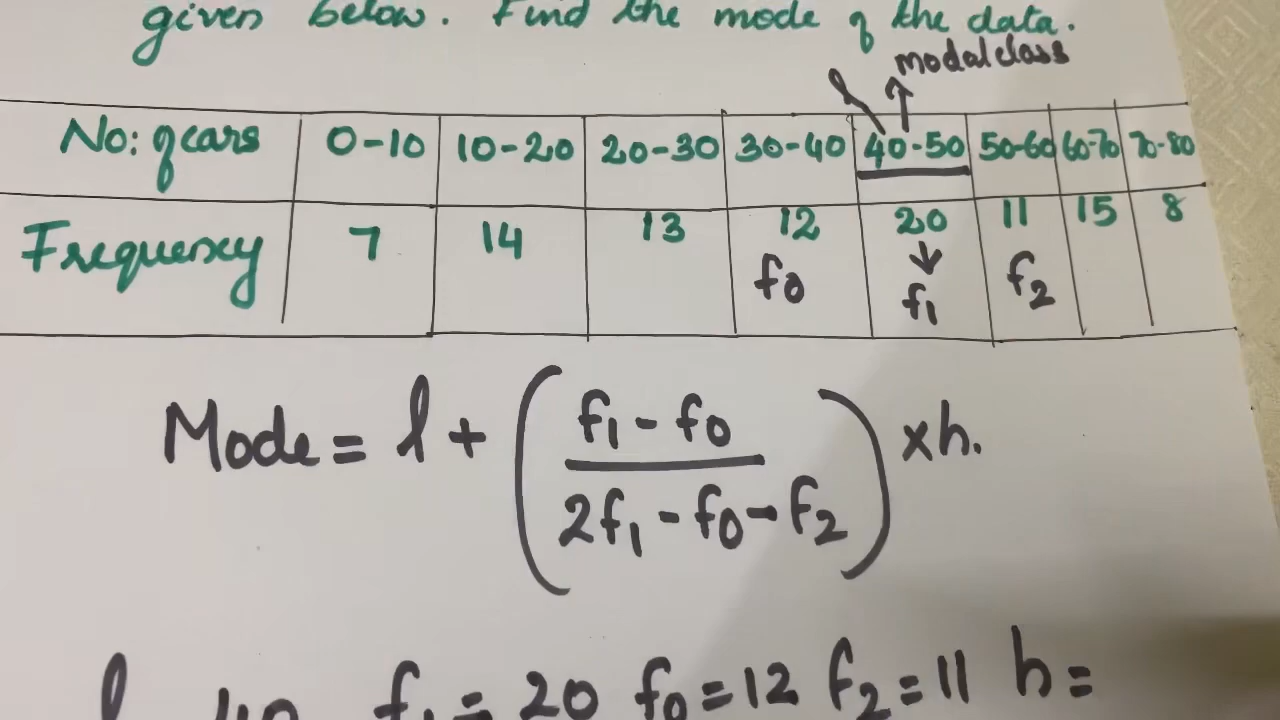 given below. Find the mode of the data.
l modal class
No: of cars 0-10 10-20 20-30 30-40 40-50 50-60 60-70 70-80
Frequency 7 14 13 12 20 11 15 8
f0 f1 f2
Mode = l + ( f1 - f0 / 2f1 - f0 - f2 ) × h.
l 40 f1 = 20 f0 = 12 f2 = 11 h =